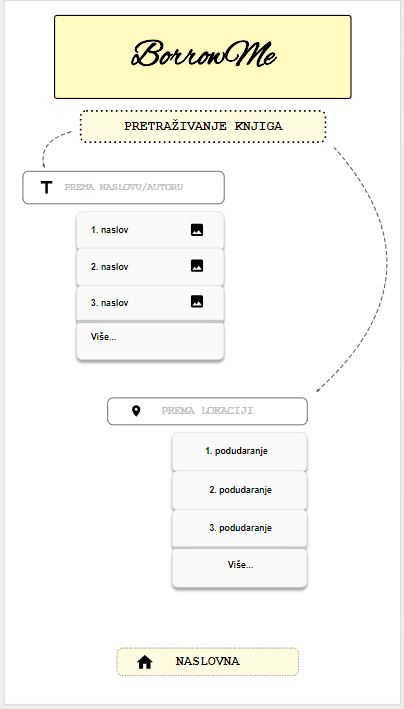 BorrowMe
PRETRAŽIVANJE KNJIGA
PREMA NASLOVU/AUTORU
1. naslov
2. naslov
3. naslov
Više...
PREMA LOKACIJI
1. podudaranje
2. podudaranje
3. podudaranje
Više...
NASLOVNA